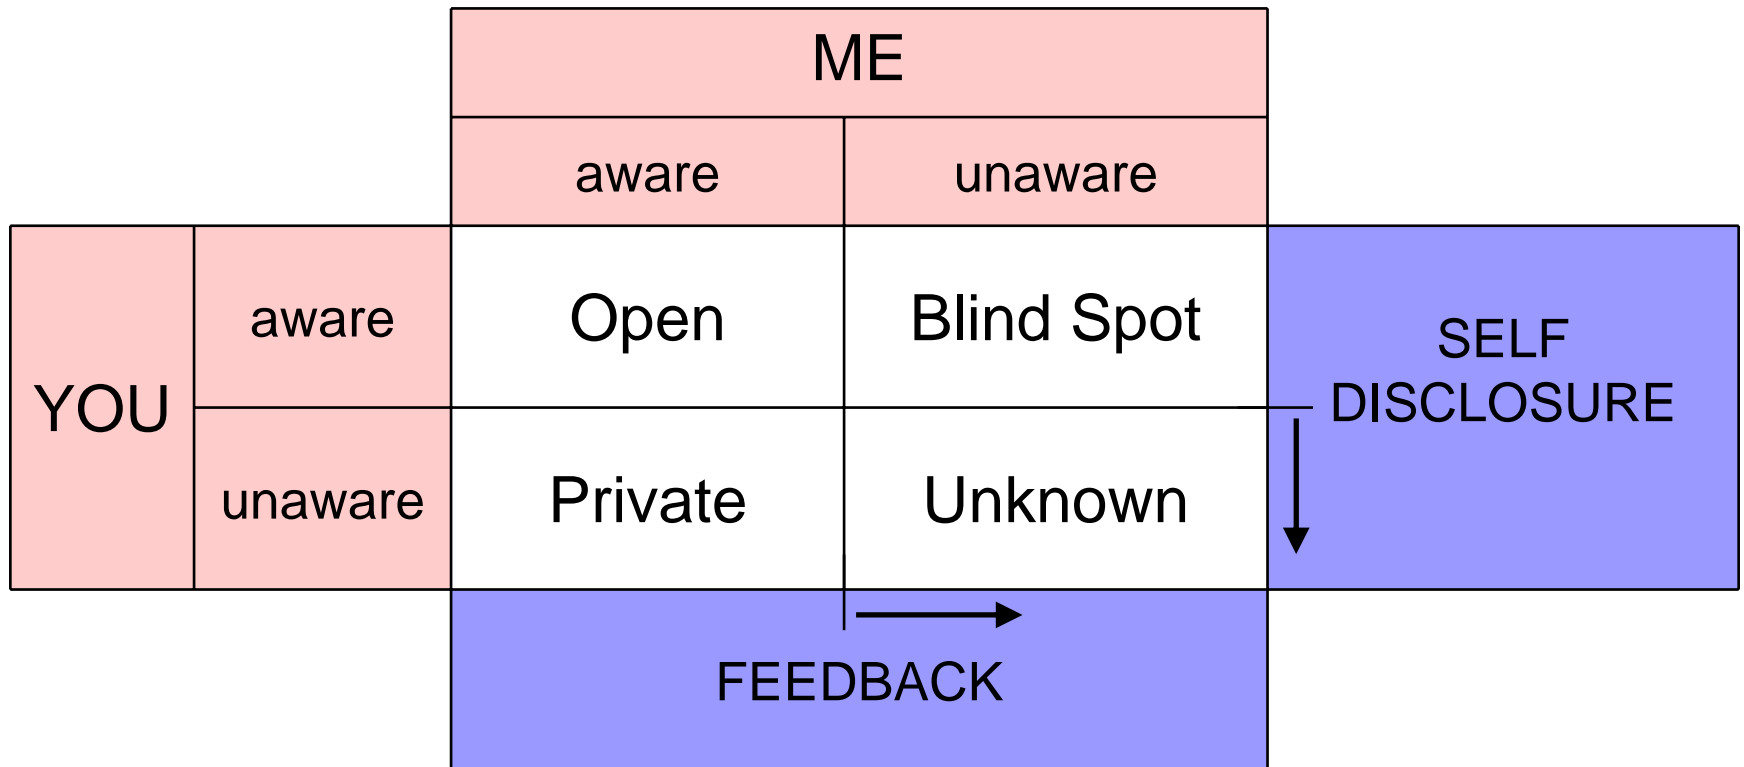 ME
aware
unaware
YOU
aware
Open
Blind Spot
SELF
DISCLOSURE
unaware
Private
Unknown
FEEDBACK